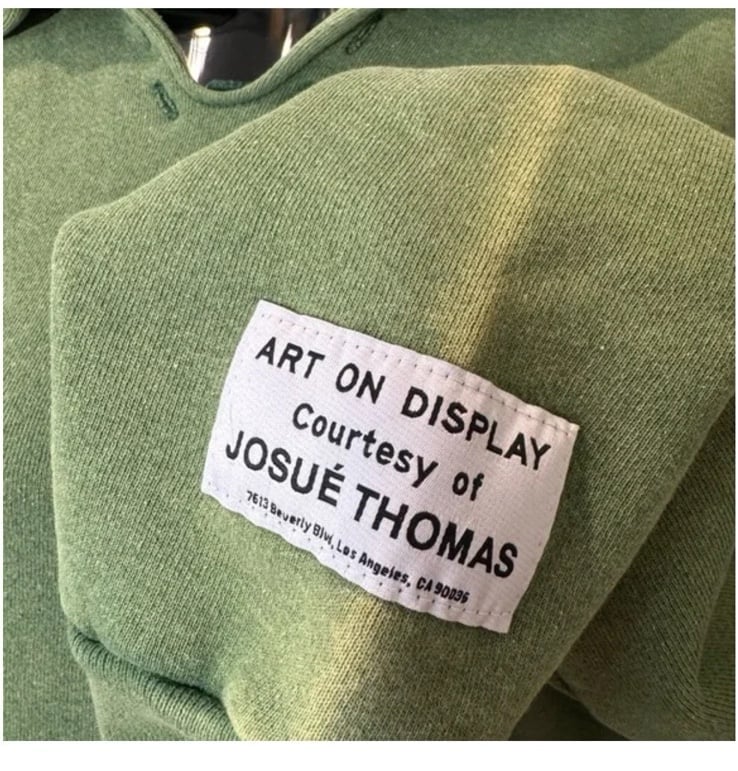 ART ON DISPLAY
Courtesy of
JOSUÉ THOMAS
7613 Beverly Blvd, Los Angeles, CA 90036